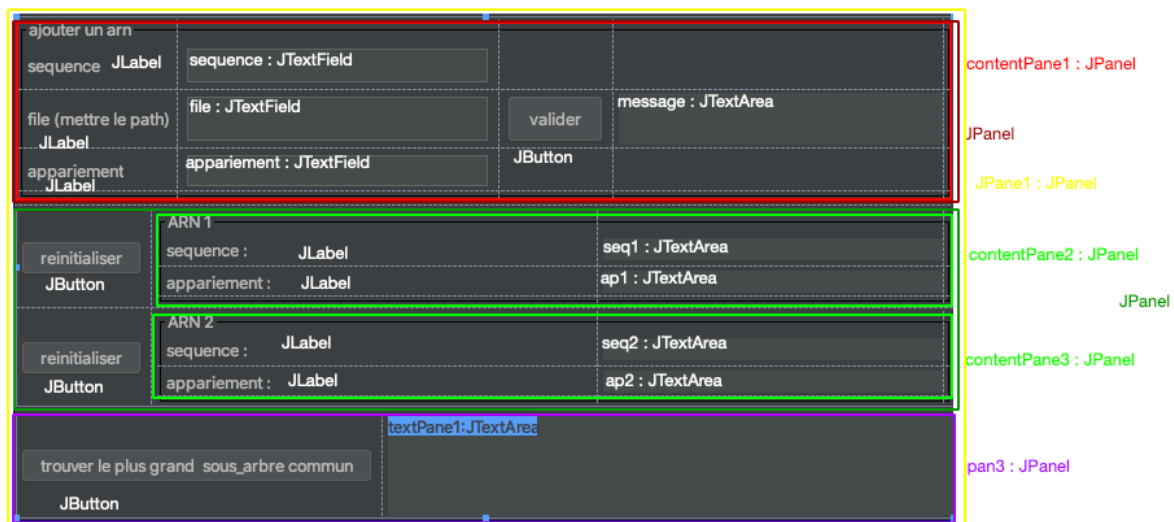 ajouter un arn
sequence JLabel sequence : JTextField
contentPane1 : JPanel
file (mettre le path) file : JTextField valider message : JTextArea
JLabel JPanel
appariement appariement : JTextField JButton
JLabel JPane1 : JPanel
ARN 1
reinitialiser sequence : JLabel seq1 : JTextArea contentPane2 : JPanel
JButton appariement : JLabel ap1 : JTextArea
JPanel
ARN 2
reinitialiser sequence : JLabel seq2 : JTextArea contentPane3 : JPanel
JButton appariement : JLabel ap2 : JTextArea
textPane1:JTextArea
trouver le plus grand sous_arbre commun pan3 : JPanel
JButton